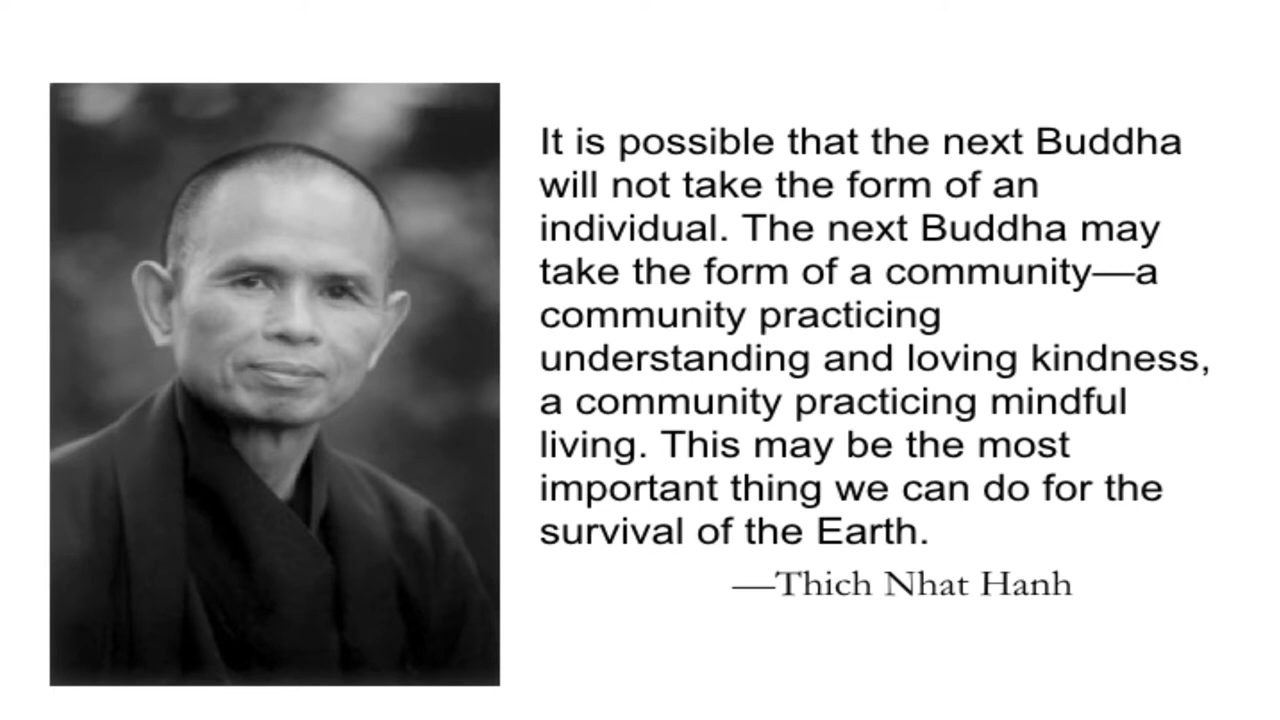 It is possible that the next Buddha
will not take the form of an
individual. The next Buddha may
take the form of a community—a
community practicing
understanding and loving kindness,
a community practicing mindful
living. This may be the most
important thing we can do for the
survival of the Earth.
—Thich Nhat Hanh